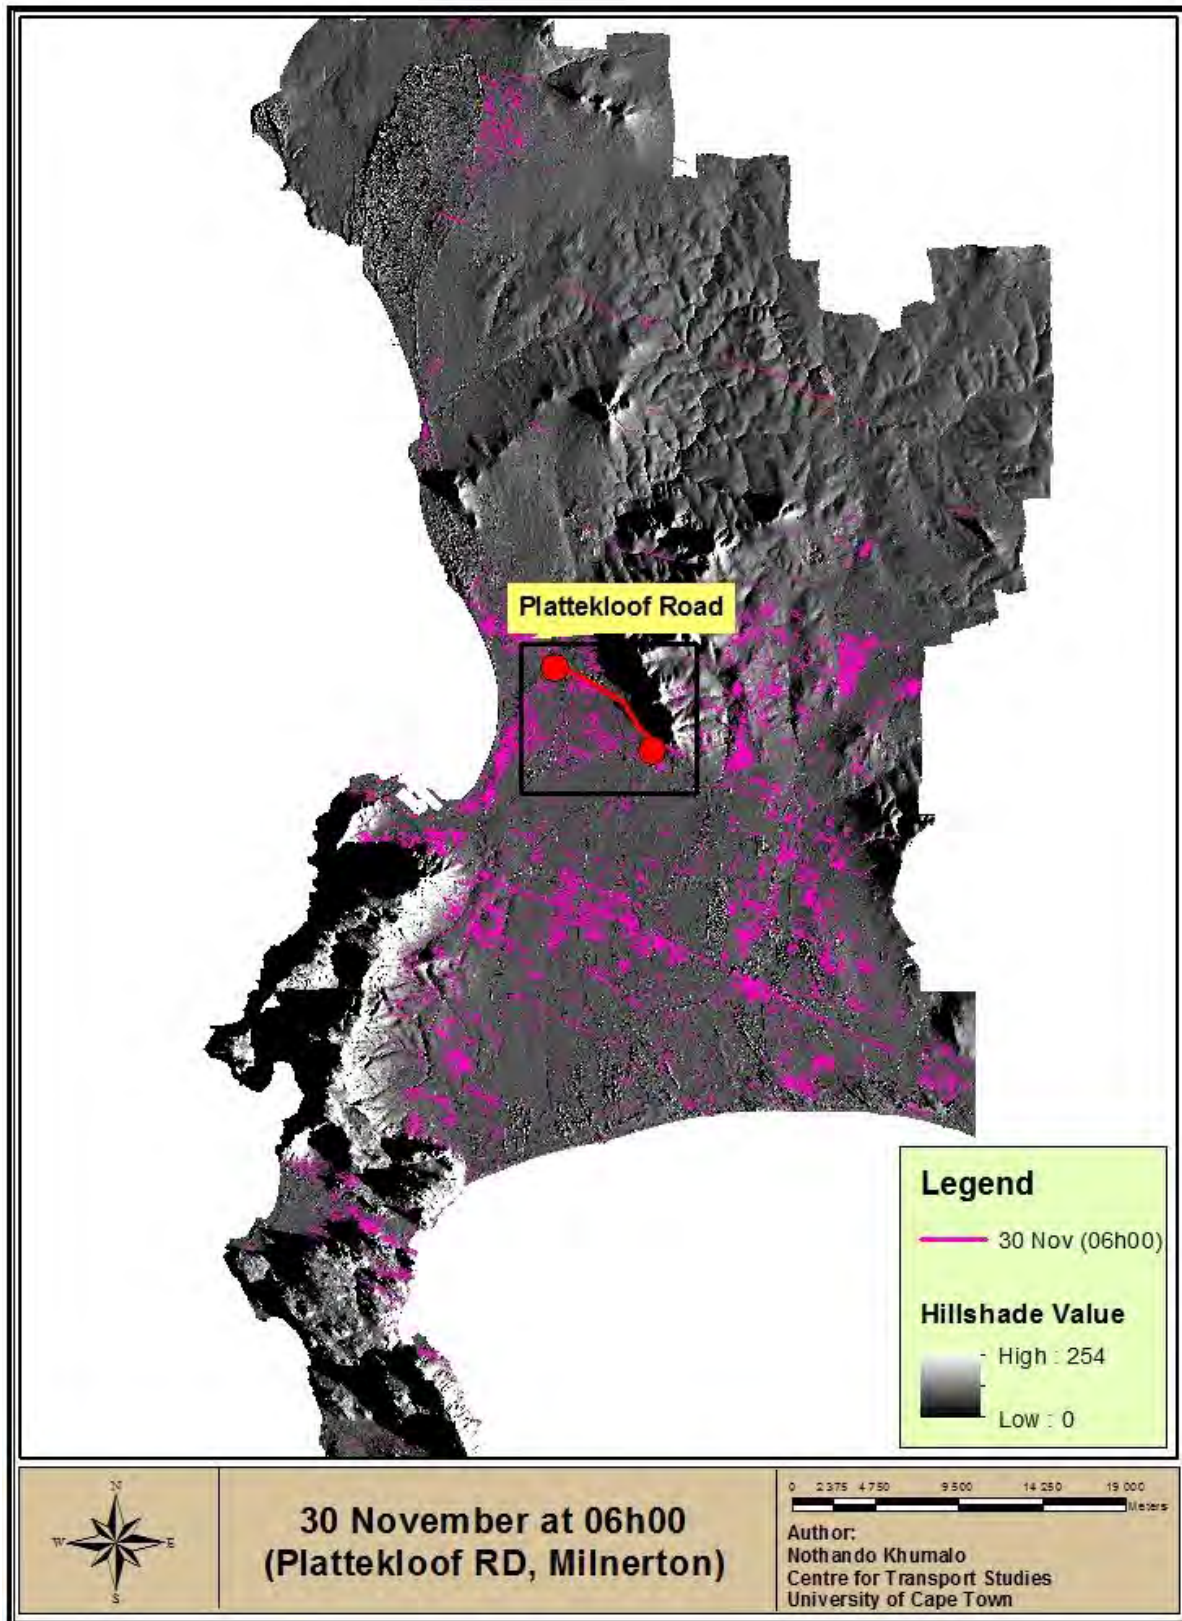 Plattekloof Road
Legend
30 Nov (06h00)
Hillshade Value
High : 254
Low : 0
N
W
E
S
30 November at 06h00
(Plattekloof RD, Milnerton)
0 2 375 4 750 9 500 14 250 19 000
Meters
Author:
Nothando Khumalo
Centre for Transport Studies
University of Cape Town